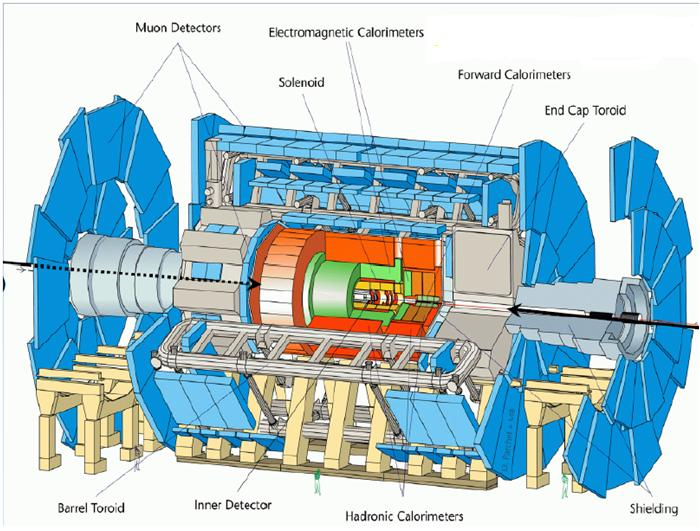 Muon Detectors
Electromagnetic Calorimeters
Solenoid
Forward Calorimeters
End Cap Toroid
Barrel Toroid
Inner Detector
Hadronic Calorimeters
Shielding